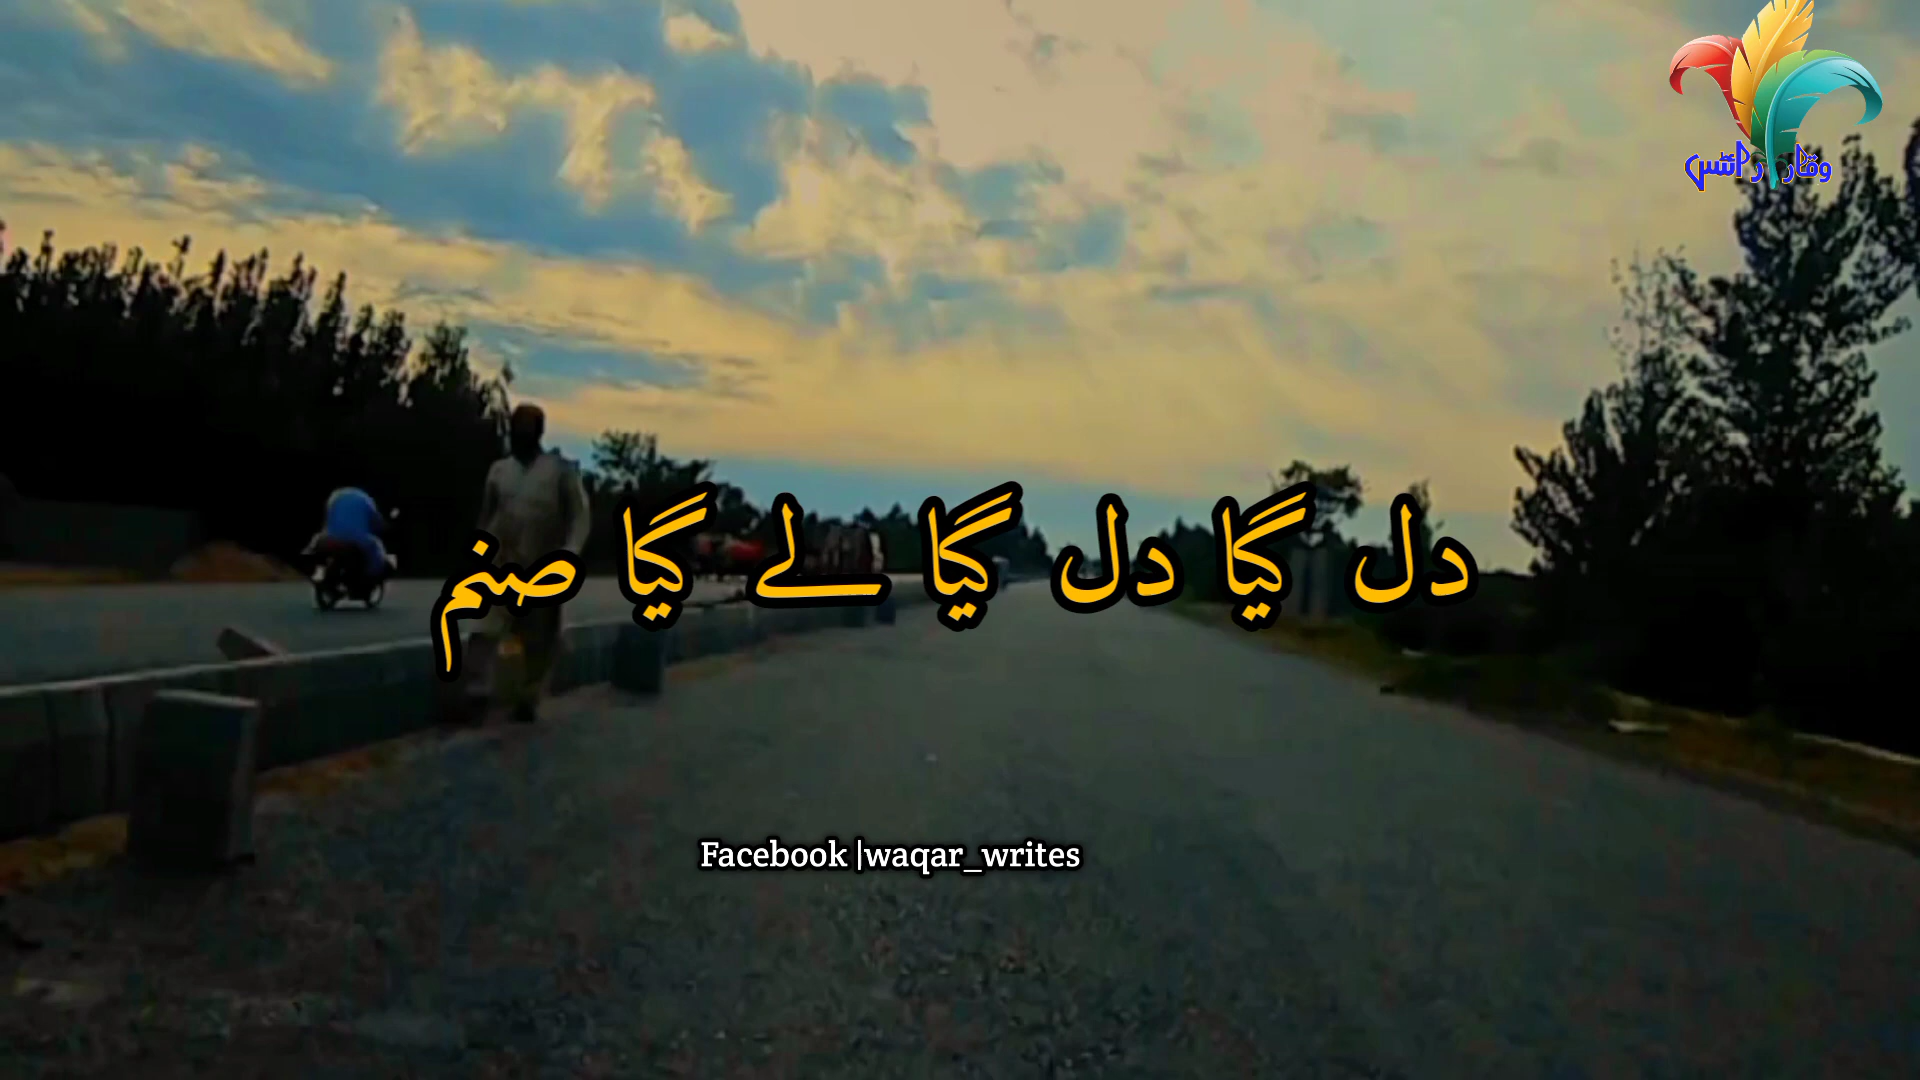 وقار رائٹس
دل گیا دل گیا لے گیا صنم
Facebook |waqar_writes